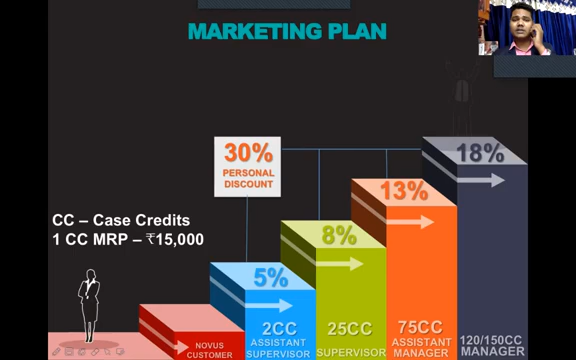 MARKETING PLAN
30%
PERSONAL
DISCOUNT
18%
13%
8%
5%
CC – Case Credits
1 CC MRP – ₹15,000
NOVUS
CUSTOMER
2CC
ASSISTANT
SUPERVISOR
25CC
SUPERVISOR
75CC
ASSISTANT
MANAGER
120/150CC
MANAGER